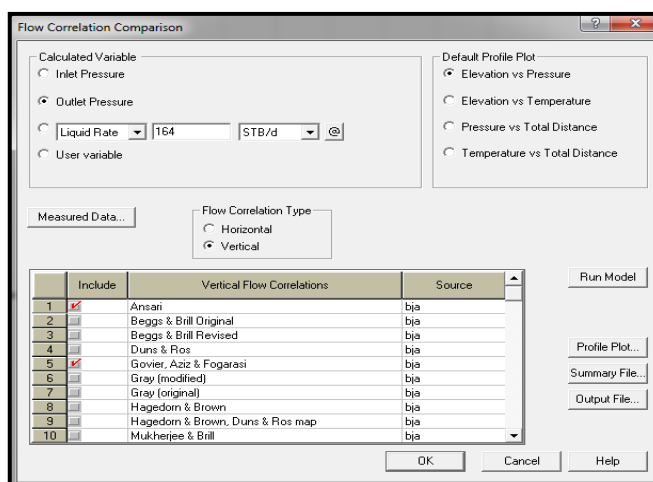 Flow Correlation Comparison
Calculated Variable
Inlet Pressure
Outlet Pressure
Liquid Rate 164 STB/d @
User variable
Default Profile Plot
Elevation vs Pressure
Elevation vs Temperature
Pressure vs Total Distance
Temperature vs Total Distance
Measured Data...
Flow Correlation Type
Horizontal
Vertical
Include Vertical Flow Correlations Source
1 Ansari bja
2 Beggs & Brill Original bja
3 Beggs & Brill Revised bja
4 Duns & Ros bja
5 Govier, Aziz & Fogarasi bja
6 Gray (modified) bja
7 Gray (original) bja
8 Hagedorn & Brown bja
9 Hagedorn & Brown, Duns & Ros map bja
10 Mukherjee & Brill bja
Run Model
Profile Plot...
Summary File...
Output File...
OK Cancel Help